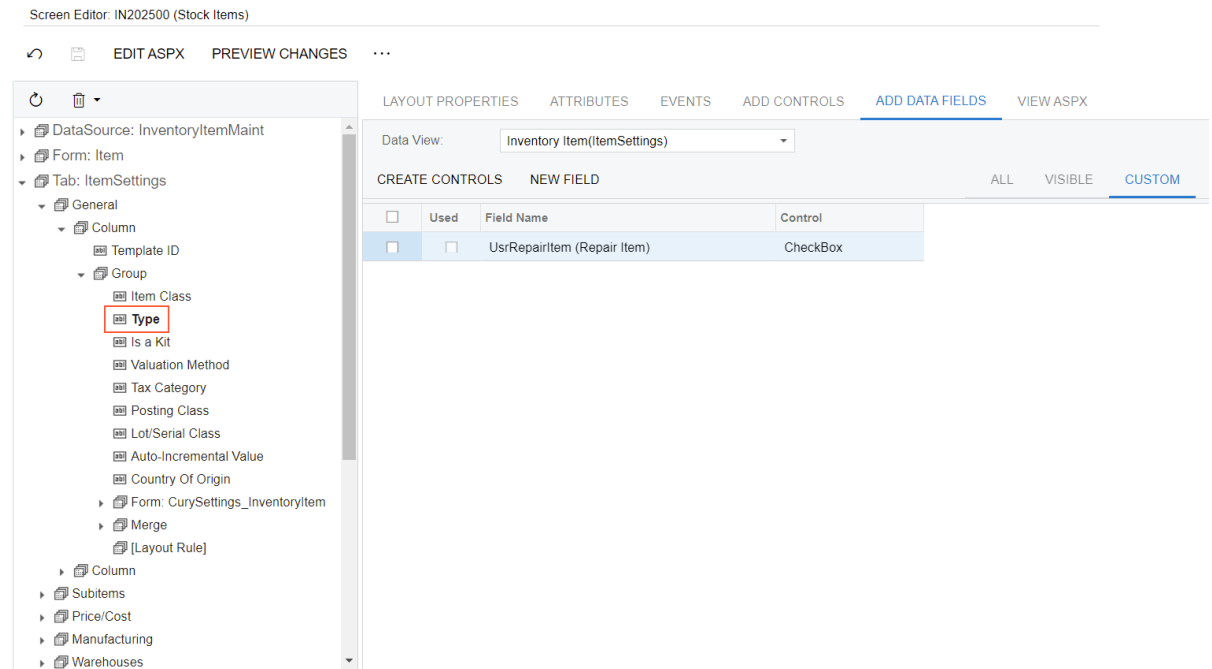 Screen Editor: IN202500 (Stock Items)
EDIT ASPX PREVIEW CHANGES ...
DataSource: InventoryItemMaint
Form: Item
Tab: ItemSettings
General
Column
Template ID
Group
Item Class
Type
Is a Kit
Valuation Method
Tax Category
Posting Class
Lot/Serial Class
Auto-Incremental Value
Country Of Origin
Form: CurySettings_InventoryItem
Merge
[Layout Rule]
Column
Subitems
Price/Cost
Manufacturing
Warehouses
LAYOUT PROPERTIES ATTRIBUTES EVENTS ADD CONTROLS ADD DATA FIELDS VIEW ASPX
Data View: Inventory Item(ItemSettings)
CREATE CONTROLS NEW FIELD ALL VISIBLE CUSTOM
Used Field Name Control
UsrRepairItem (Repair Item) CheckBox